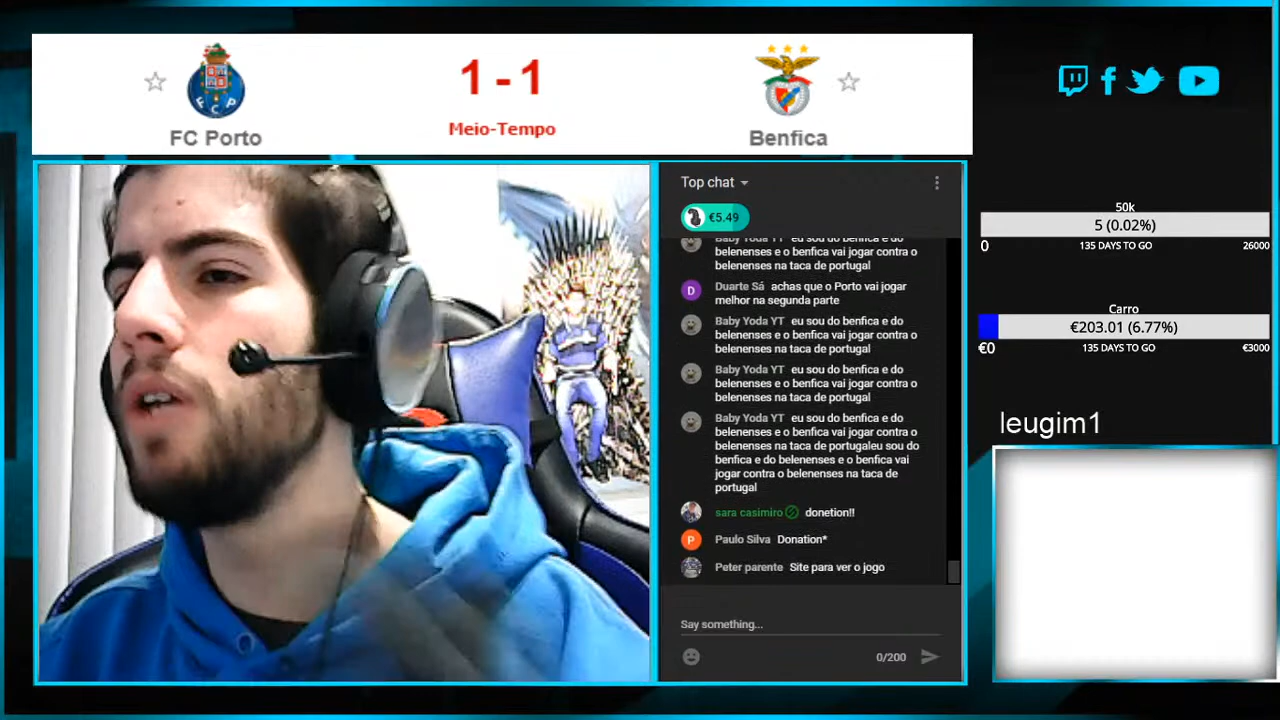 1 - 1
Meio-Tempo
FC Porto
Benfica
FCP
Top chat
€5.49
Baby Yoda YT eu sou do benfica e do
belenenses e o benfica vai jogar contra o
belenenses na taca de portugal
Duarte Sá achas que o Porto vai jogar
melhor na segunda parte
Baby Yoda YT eu sou do benfica e do
belenenses e o benfica vai jogar contra o
belenenses na taca de portugal
Baby Yoda YT eu sou do benfica e do
belenenses e o benfica vai jogar contra o
belenenses na taca de portugal
Baby Yoda YT eu sou do benfica e do
belenenses e o benfica vai jogar contra o
belenenses na taca de portugaleu sou do
benfica e do belenenses e o benfica vai
jogar contra o belenenses na taca de
portugal
sara casimiro donetion!!
P Paulo Silva Donation*
Peter parente Site para ver o jogo
Say something...
0/200
50k
5 (0.02%)
0 135 DAYS TO GO 26000
Carro
€203.01 (6.77%)
€0 135 DAYS TO GO €3000
leugim1